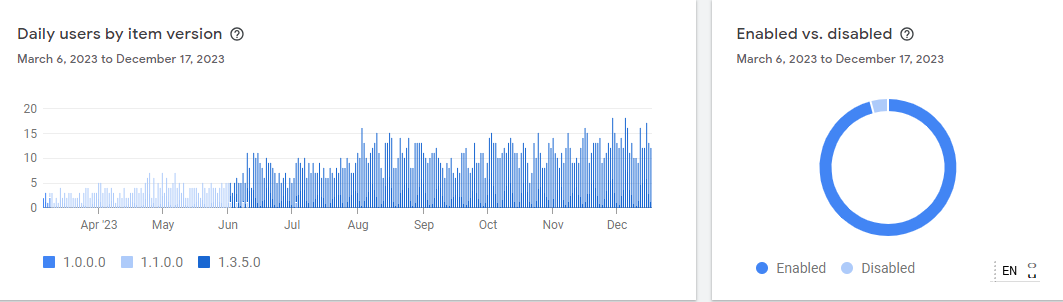 Daily users by item version
March 6, 2023 to December 17, 2023
20
15
10
5
0
Apr '23 May Jun Jul Aug Sep Oct Nov Dec
1.0.0.0 1.1.0.0 1.3.5.0
Enabled vs. disabled
March 6, 2023 to December 17, 2023
Enabled Disabled
EN